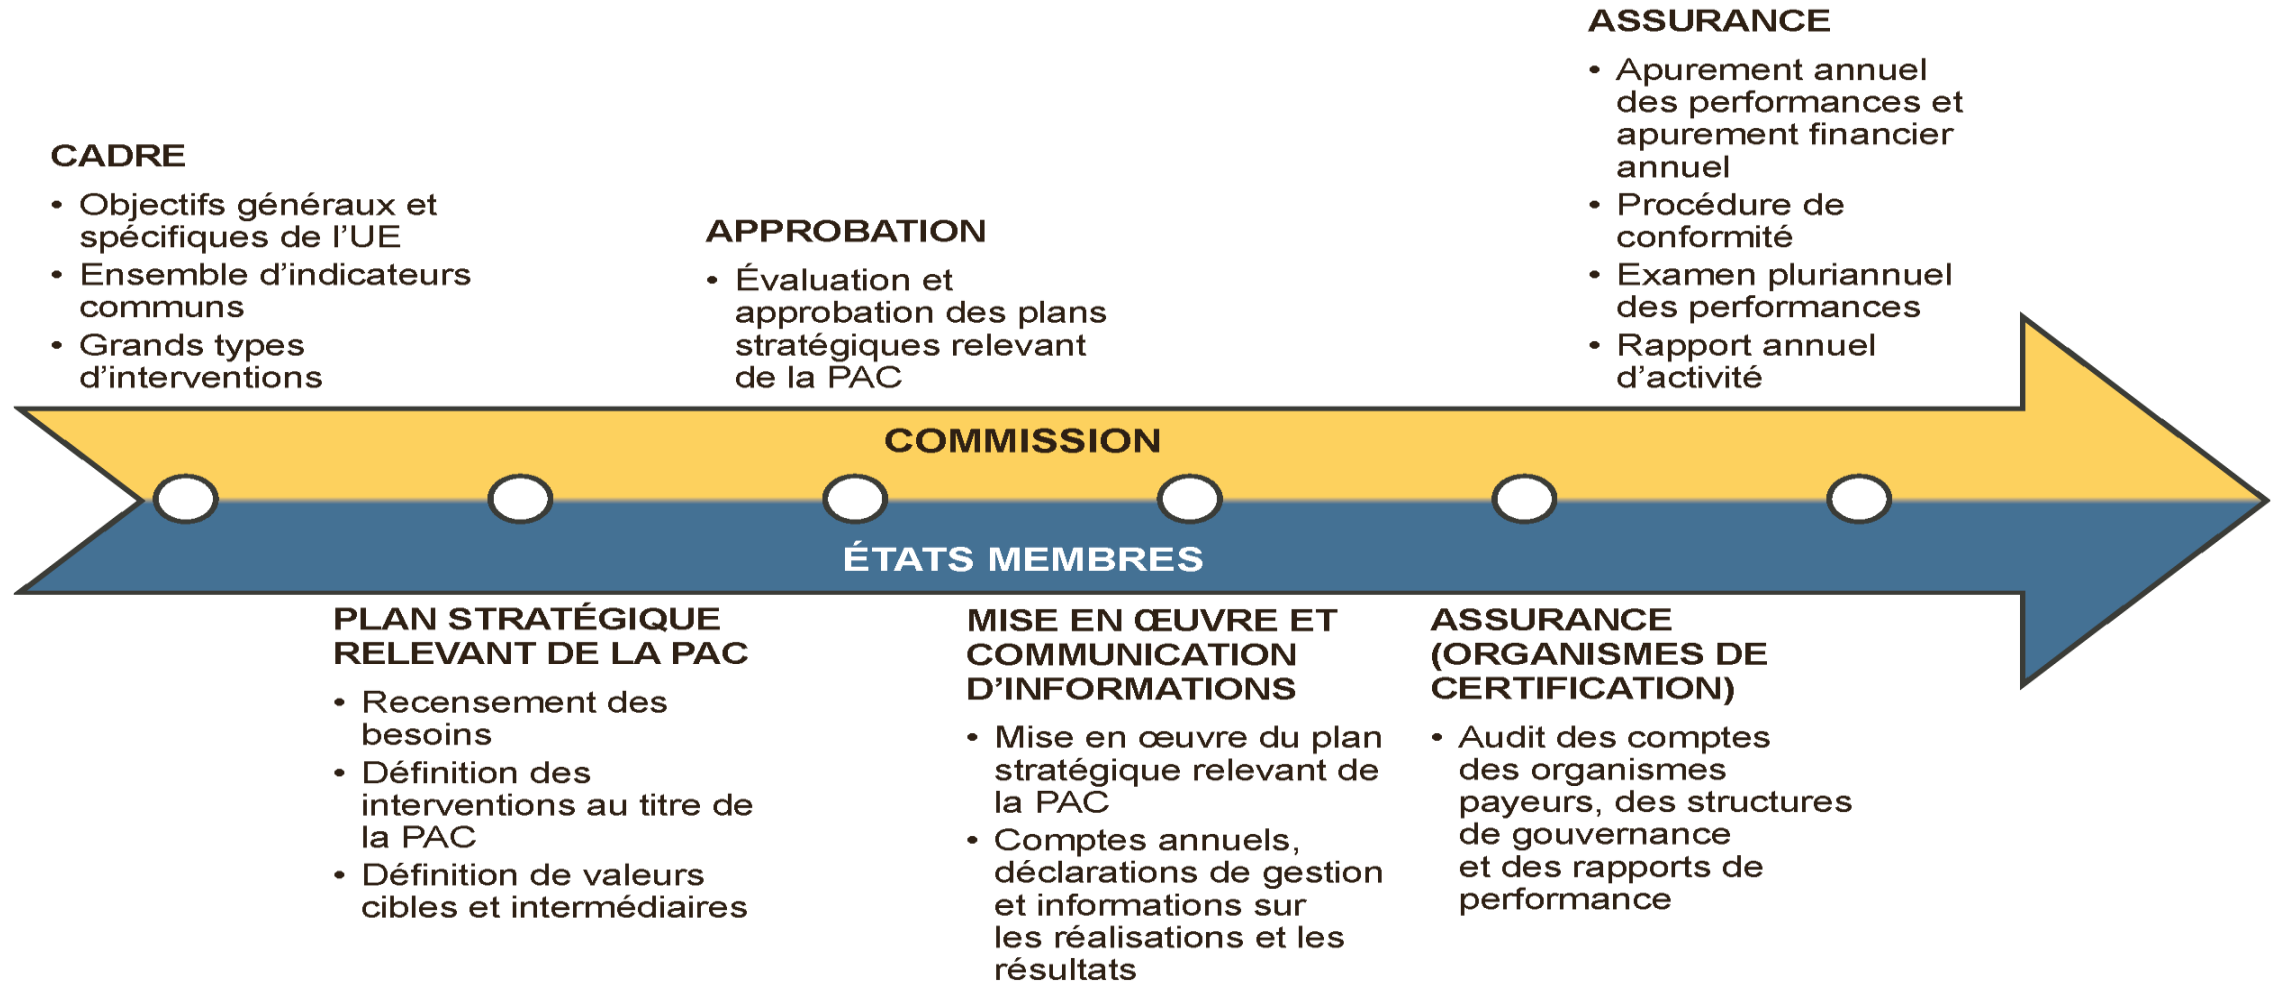 CADRE
• Objectifs généraux et
spécifiques de l’UE
• Ensemble d’indicateurs
communs
• Grands types
d’interventions
APPROBATION
• Évaluation et
approbation des plans
stratégiques relevant
de la PAC
ASSURANCE
• Apurement annuel
des performances et
apurement financier
annuel
• Procédure de
conformité
• Examen pluriannuel
des performances
• Rapport annuel
d’activité
COMMISSION
ÉTATS MEMBRES
PLAN STRATÉGIQUE
RELEVANT DE LA PAC
• Recensement des
besoins
• Définition des
interventions au titre de
la PAC
• Définition de valeurs
cibles et intermédiaires
MISE EN ŒUVRE ET
COMMUNICATION
D’INFORMATIONS
• Mise en œuvre du plan
stratégique relevant de
la PAC
• Comptes annuels,
déclarations de gestion
et informations sur
les réalisations et les
résultats
ASSURANCE
(ORGANISMES DE
CERTIFICATION)
• Audit des comptes
des organismes
payeurs, des structures
de gouvernance
et des rapports de
performance